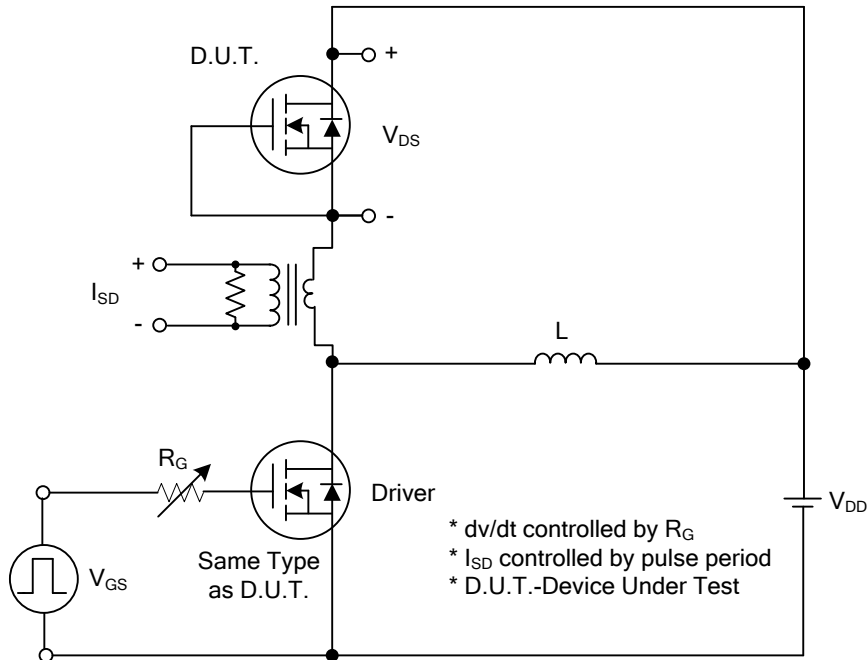 D.U.T.
+
V_DS
-
+
I_SD
-
L
R_G
Driver
V_DD
* dv/dt controlled by R_G
* I_SD controlled by pulse period
* D.U.T.-Device Under Test
Same Type
as D.U.T.
V_GS